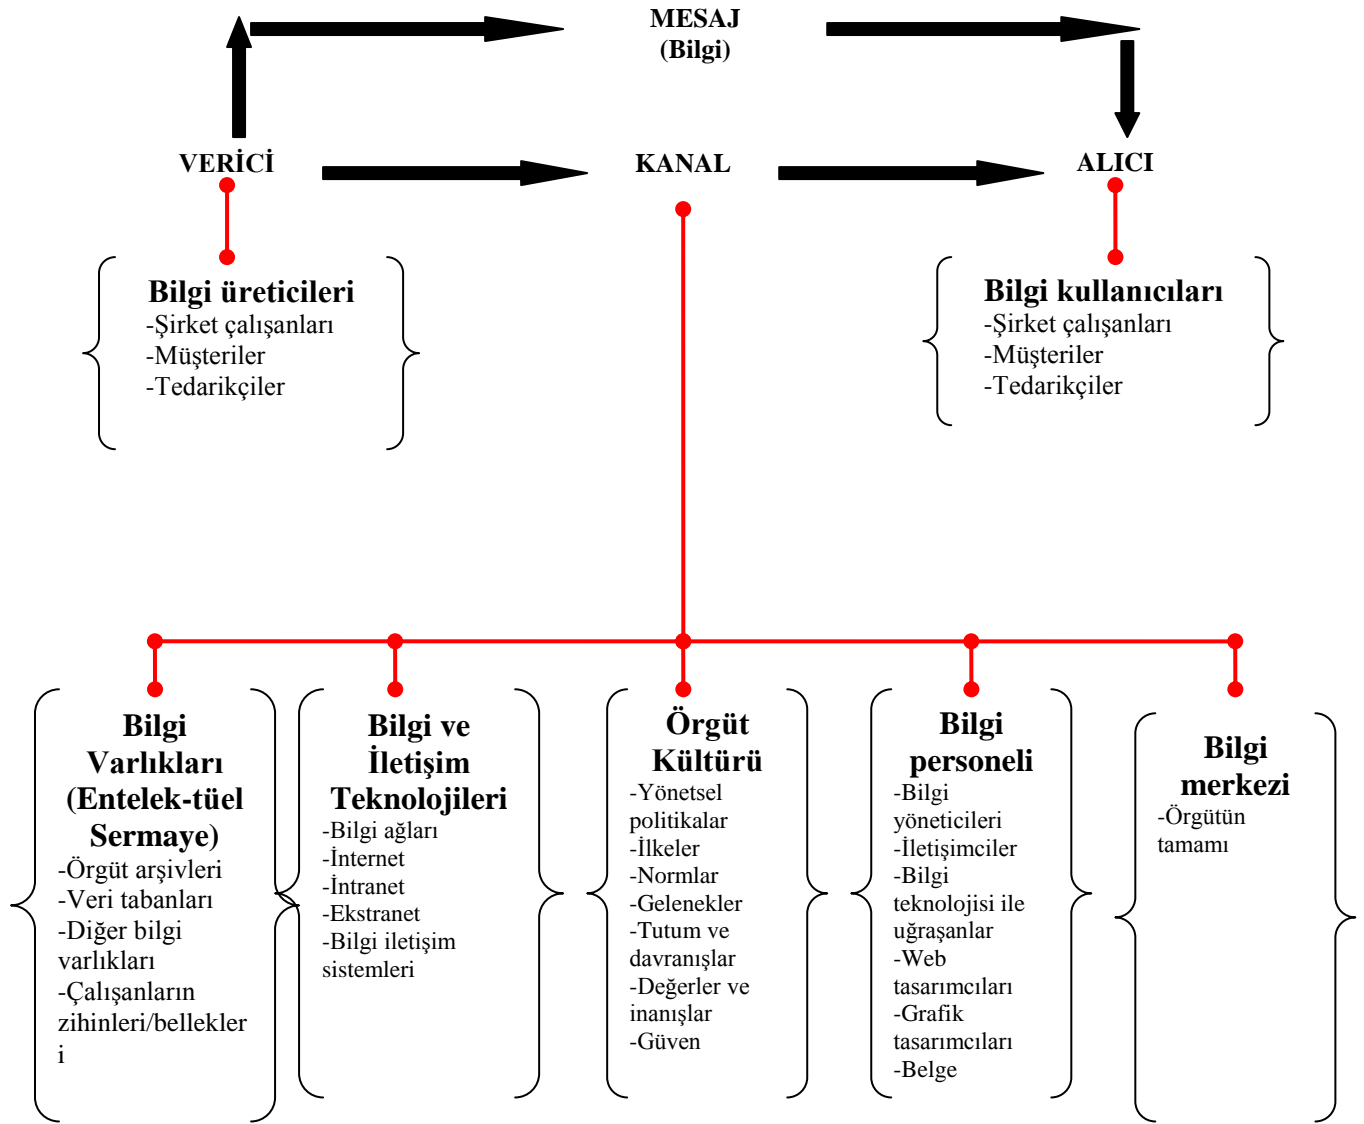 MESAJ
(Bilgi)
VERİCİ
KANAL
ALICI
Bilgi üreticileri
-Şirket çalışanları
-Müşteriler
-Tedarikçiler
Bilgi kullanıcıları
-Şirket çalışanları
-Müşteriler
-Tedarikçiler
Bilgi
Varlıkları
(Entelek-tüel
Sermaye)
-Örgüt arşivleri
-Veri tabanları
-Diğer bilgi
varlıkları
-Çalışanların
zihinleri/bellekler
i
Bilgi ve
İletişim
Teknolojileri
-Bilgi ağları
-İnternet
-İntranet
-Ekstranet
-Bilgi iletişim
sistemleri
Örgüt
Kültürü
-Yönetsel
politikalar
-İlkeler
-Normlar
-Gelenekler
-Tutum ve
davranışlar
-Değerler ve
inanışlar
-Güven
Bilgi
personeli
-Bilgi
yöneticileri
-İletişimciler
-Bilgi
teknolojisi ile
uğraşanlar
-Web
tasarımcıları
-Grafik
tasarımcıları
-Belge
Bilgi
merkezi
-Örgütün
tamamı